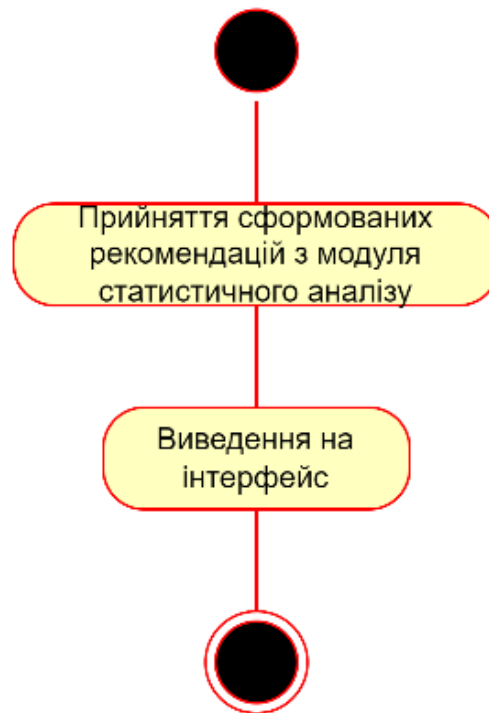 Прийняття сформованих
рекомендацій з модуля
статистичного аналізу
Виведення на
інтерфейс